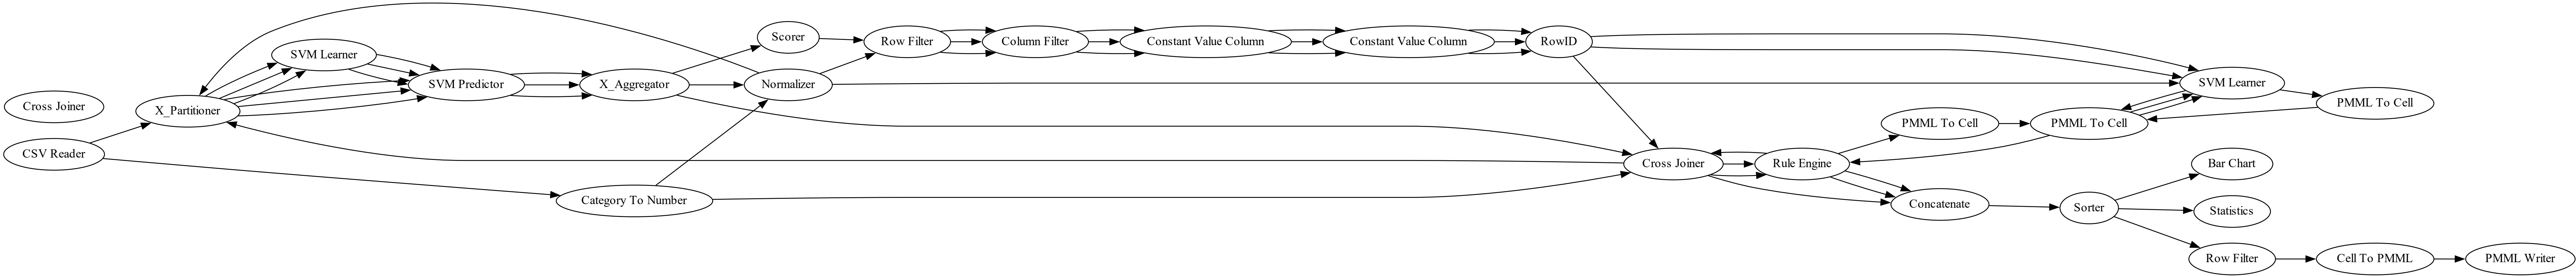 Cross Joiner
CSV Reader
X_Partitioner
SVM Learner
SVM Predictor
X_Aggregator
Category To Number
Scorer
Normalizer
Row Filter
Column Filter
Constant Value Column
Constant Value Column
RowID
Cross Joiner
Rule Engine
PMML To Cell
Concatenate
PMML To Cell
Sorter
SVM Learner
Bar Chart
Statistics
Row Filter
PMML To Cell
Cell To PMML
PMML Writer